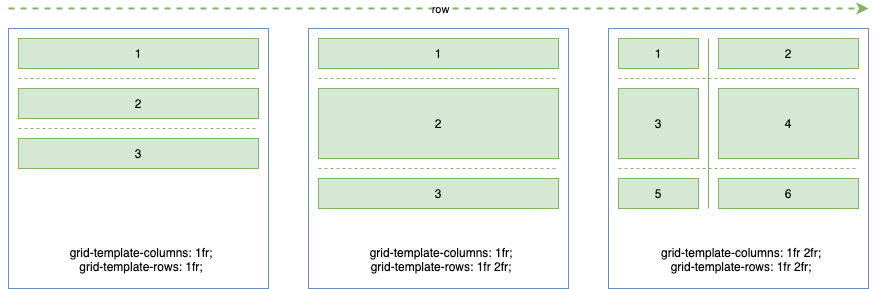 row
1
2
3
grid-template-columns: 1fr;
grid-template-rows: 1fr;
1
2
3
grid-template-columns: 1fr;
grid-template-rows: 1fr 2fr;
1 2
3 4
5 6
grid-template-columns: 1fr 2fr;
grid-template-rows: 1fr 2fr;